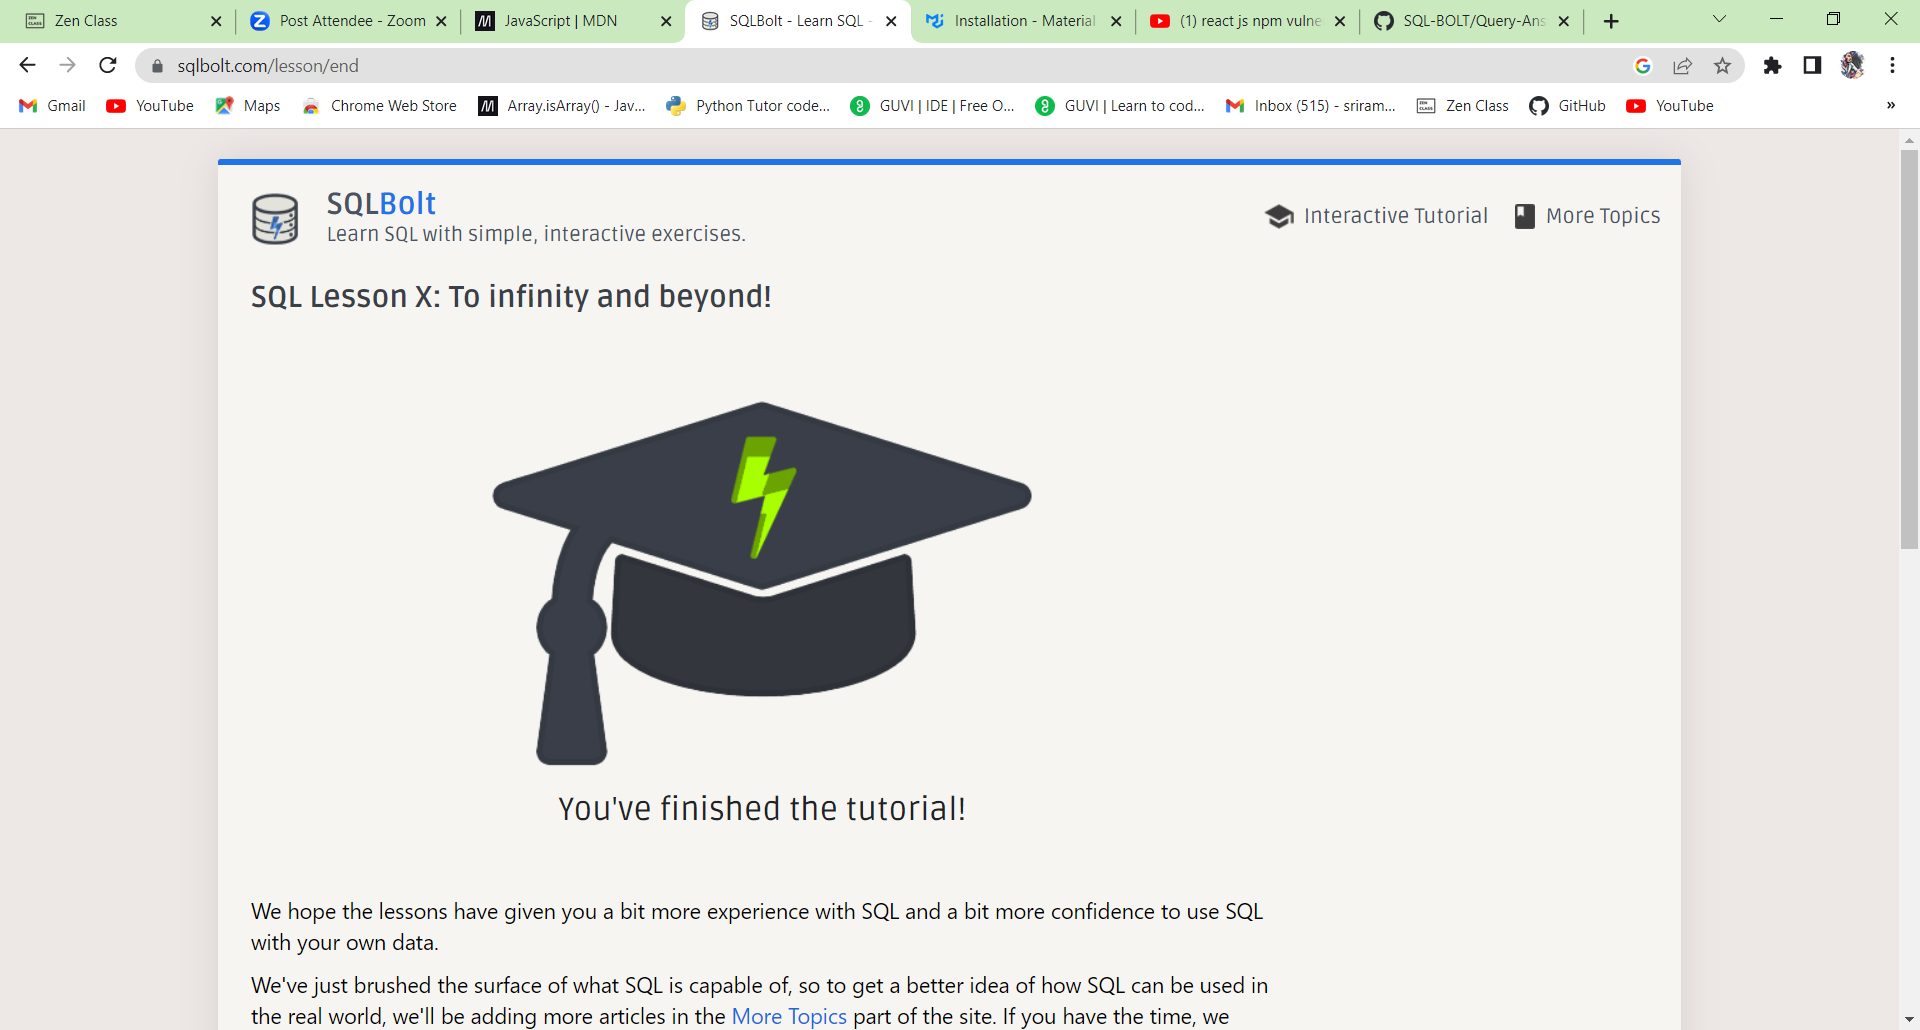 Zen Class
Post Attendee - Zoom
JavaScript | MDN
SQLBolt - Learn SQL -
Installation - Material
(1) react js npm vulne
SQL-BOLT/Query-Ans
sqlbolt.com/lesson/end
Gmail
YouTube
Maps
Chrome Web Store
Array.isArray() - Jav...
Python Tutor code...
GUVI | IDE | Free O...
GUVI | Learn to cod...
Inbox (515) - sriram...
Zen Class
GitHub
YouTube
»
SQLBolt
Learn SQL with simple, interactive exercises.
Interactive Tutorial
More Topics
SQL Lesson X: To infinity and beyond!
You've finished the tutorial!
We hope the lessons have given you a bit more experience with SQL and a bit more confidence to use SQL
with your own data.
We've just brushed the surface of what SQL is capable of, so to get a better idea of how SQL can be used in
the real world, we'll be adding more articles in the More Topics part of the site. If you have the time, we